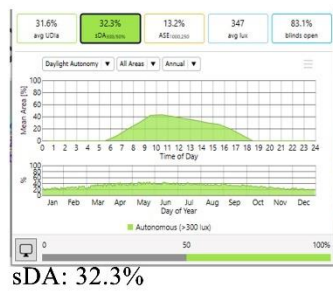 31.6% 32.3% 13.2% 347 83.1%
avg UDIa sDA300/50% ASE1000,250 avg lux blinds open
Daylight Autonomy ▼ All Areas ▼ Annual ▼
Mean Area [%]
100
80
60
40
20
0
0 1 2 3 4 5 6 7 8 9 10 11 12 13 14 15 16 17 18 19 20 21 22 23 24
Time of Day
%
100
80
Jan Feb Mar Apr May Jun Jul Aug Sep Oct Nov Dec
Day of Year
Autonomous (>300 lux)
0 50 100%
sDA: 32.3%